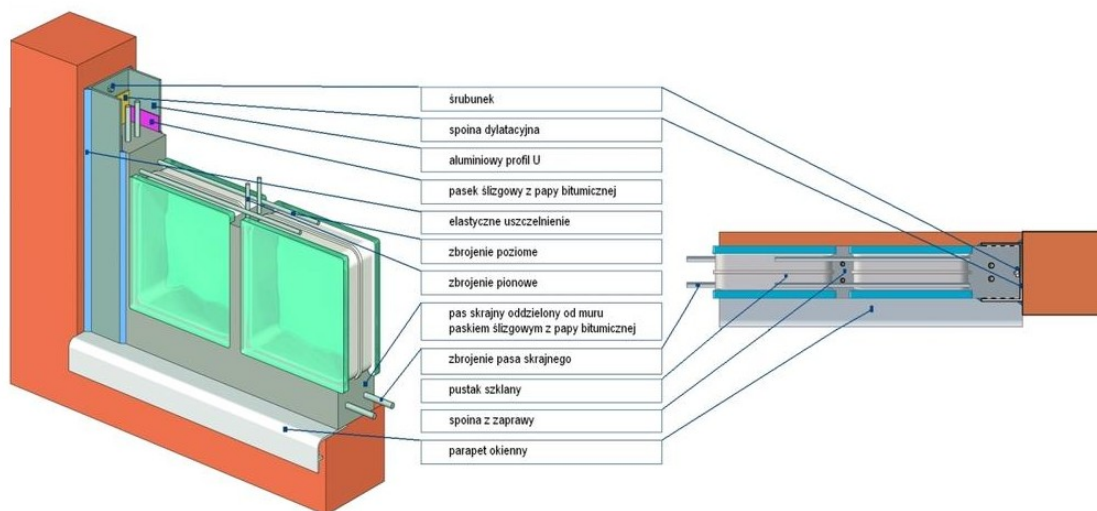 śrubunek
spoina dylatacyjna
aluminiowy profil U
pasek ślizgowy z papy bitumicznej
elastyczne uszczelnienie
zbrojenie poziome
zbrojenie pionowe
pas skrajny oddzielony od muru
paskiem ślizgowym z papy bitumicznej
zbrojenie pasa skrajnego
pustak szklany
spoina z zaprawy
parapet okienny